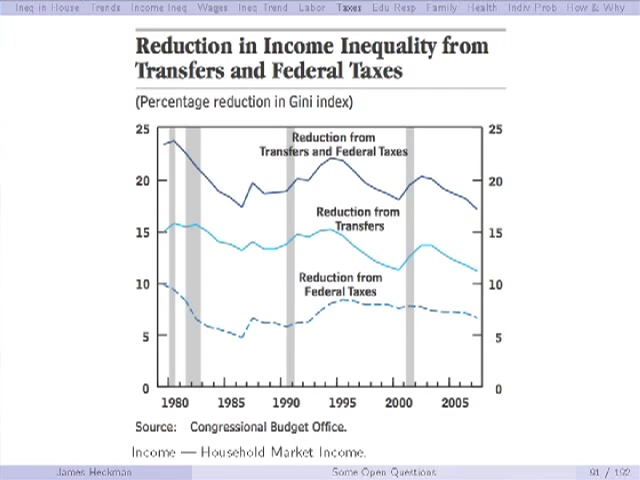 Ineq in House Trends Income Ineq Wages Ineq Trend Labor Taxes Edu Resp Family Health Indiv Prob How & Why
Reduction in Income Inequality from
Transfers and Federal Taxes
(Percentage reduction in Gini index)
25 25
Reduction from
Transfers and Federal Taxes
20 20
Reduction from
Transfers
15 15
Reduction from
Federal Taxes
10 10
5 5
0 0
1980 1985 1990 1995 2000 2005
Source: Congressional Budget Office.
Income — Household Market Income.
James Heckman Some Open Questions 91 / 192